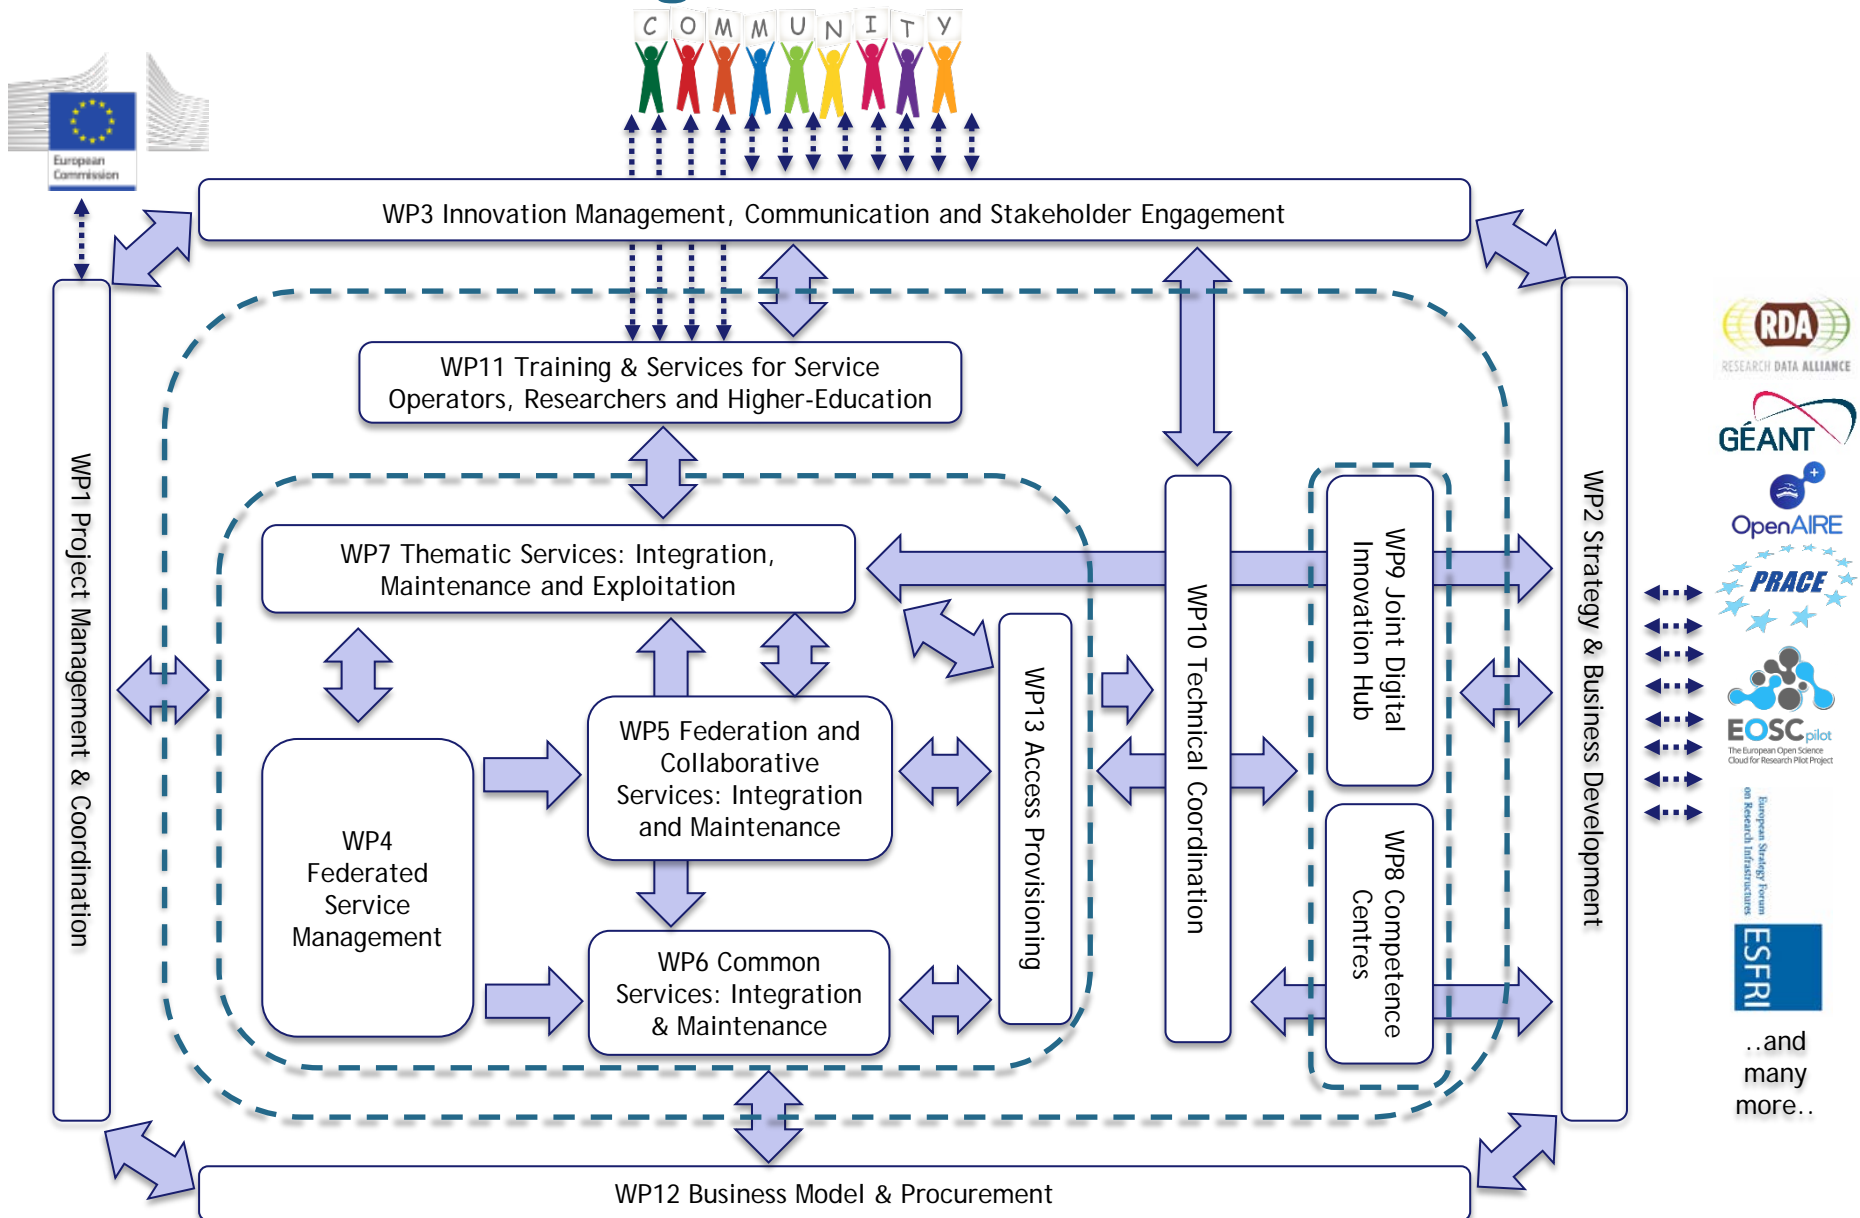 COMMUNITY
European
Commission
WP3 Innovation Management, Communication and Stakeholder Engagement
WP11 Training & Services for Service
Operators, Researchers and Higher-Education
WP1 Project Management & Coordination
WP7 Thematic Services: Integration,
Maintenance and Exploitation
WP4
Federated
Service
Management
WP5 Federation and
Collaborative
Services: Integration
and Maintenance
WP6 Common
Services: Integration
& Maintenance
WP13 Access Provisioning
WP10 Technical Coordination
WP9 Joint Digital
Innovation Hub
WP8 Competence
Centres
WP2 Strategy & Business Development
WP12 Business Model & Procurement
RDA
RESEARCH DATA ALLIANCE
GÉANT
OpenAIRE
PRACE
EOSCpilot
The European Open Science
Cloud for Research Pilot Project
European Strategy Forum
on Research Infrastructures
ESFRI
..and
many
more..